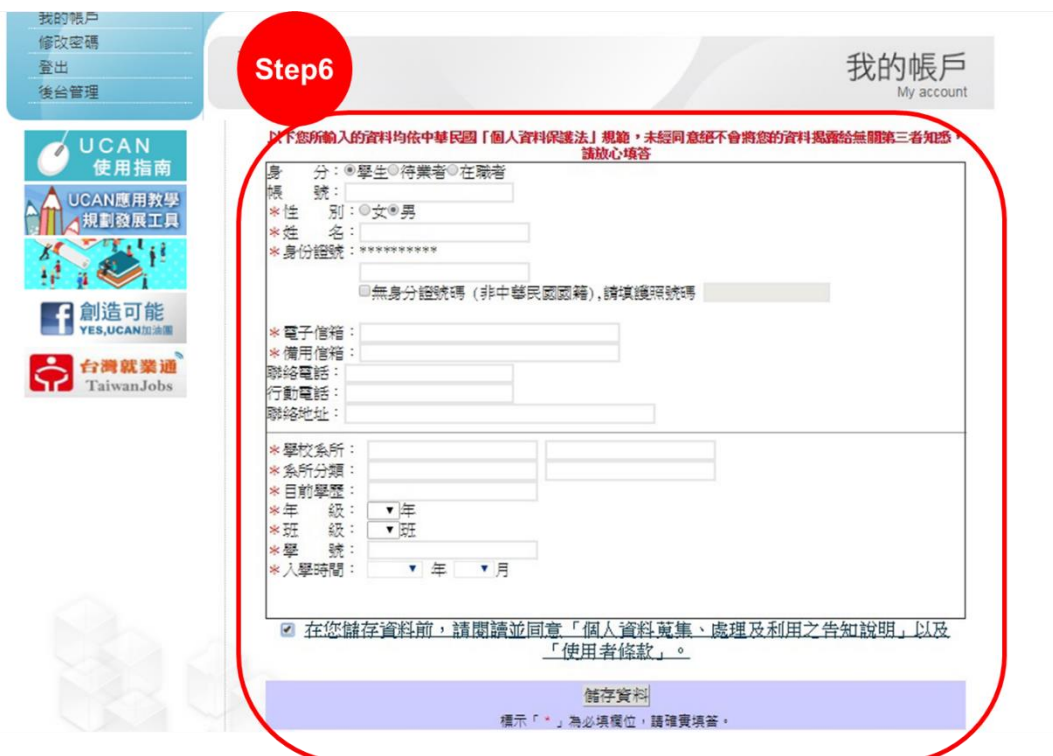 我的帳戶
修改密碼
登出
後台管理
UCAN
使用指南
UCAN應用教學
規劃發展工具
創造可能
YES,UCAN加油團
台灣就業通
TaiwanJobs
Step6
我的帳戶
My account
以下您所輸入的資料均依中華民國「個人資料保護法」規範，未經同意絕不會將您的資料揭露給無關第三者知悉，
請放心填答
身 分：學生待業者在職者
帳 號：
*性 別：女男
*姓 名：
*身份證號：**********
無身分證號碼 (非中華民國國籍),請填護照號碼
*電子信箱：
*備用信箱：
聯絡電話：
行動電話：
聯絡地址：
*學校系所：
*系所分類：
*目前學歷：
*年 級： 年
*班 級： 班
*學 號：
*入學時間： 年 月
在您儲存資料前，請閱讀並同意「個人資料蒐集、處理及利用之告知說明」以及
「使用者條款」。
儲存資料
標示「*」為必填欄位，請確實填答。